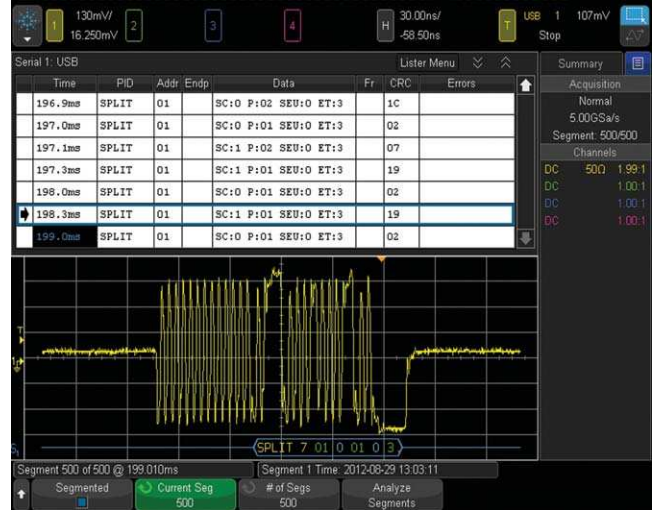 1 130mV/ 2 3 4 H 30.00ns/ T USB 1 107mV
16.250mV -58.50ns Stop
Serial 1: USB Lister Menu Summary
Time PID Addr Endp Data Fr CRC Errors
196.9ms SPLIT 01 SC:0 P:02 SEU:0 ET:3 1C
197.0ms SPLIT 01 SC:0 P:01 SEU:0 ET:3 02
197.1ms SPLIT 01 SC:1 P:02 SEU:0 ET:3 07
197.3ms SPLIT 01 SC:1 P:01 SEU:0 ET:3 19
198.0ms SPLIT 01 SC:0 P:01 SEU:0 ET:3 02
198.3ms SPLIT 01 SC:1 P:01 SEU:0 ET:3 19
199.0ms SPLIT 01 SC:0 P:01 SEU:0 ET:3 02
Acquisition
Normal
5.00GSa/s
Segment: 500/500
Channels
DC 50Ω 1.99:1
DC 1.00:1
DC 1.00:1
DC 1.00:1
T
S1 SPLIT 7 01 0 01 0 3
Segment 500 of 500 @ 199.010ms Segment 1 Time: 2012-08-29 13:03:11
Segmented Current Seg # of Segs Analyze
500 500 Segments